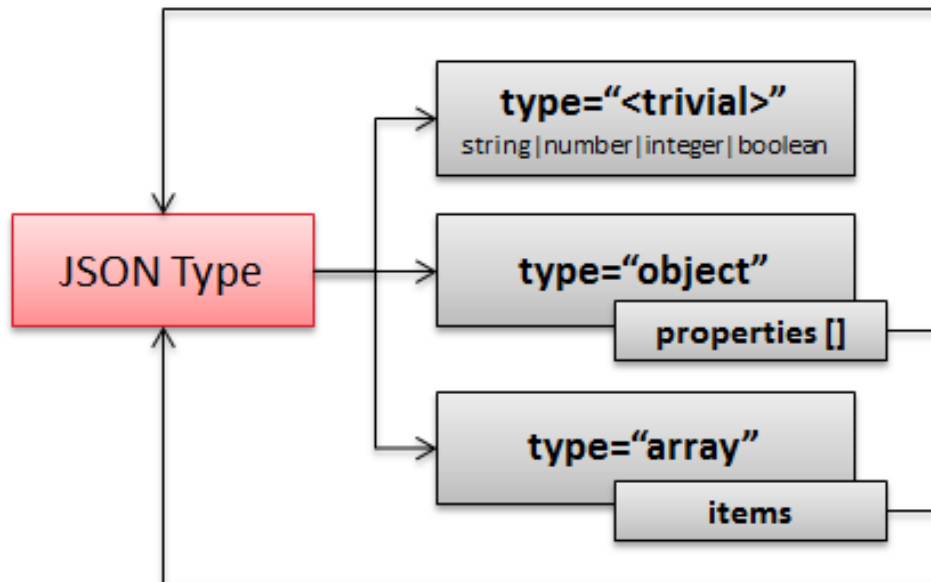 type=“<trivial>”
string|number|integer|boolean
JSON Type
type=“object”
properties []
type=“array”
items